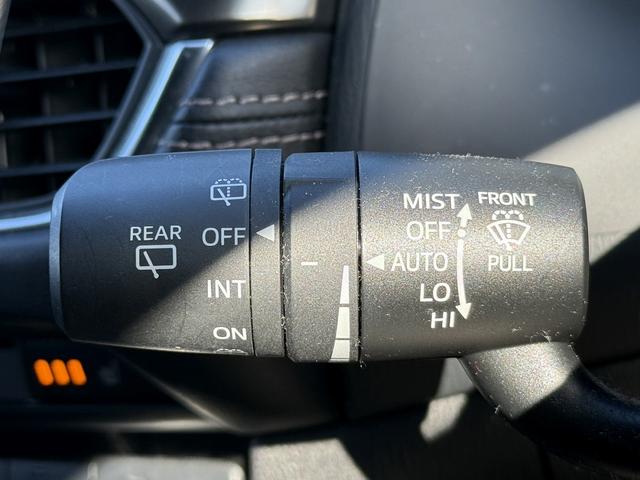 REAR
OFF
INT
ON
MIST
OFF
AUTO
LO
HI
FRONT
PULL